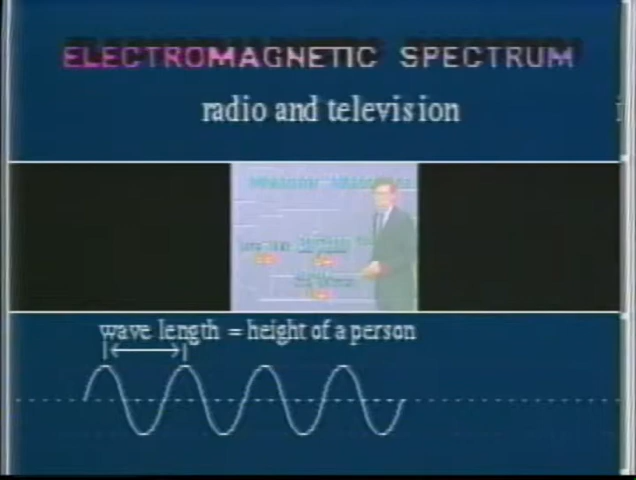 ELECTROMAGNETIC SPECTRUM
radio and television
wave length = height of a person